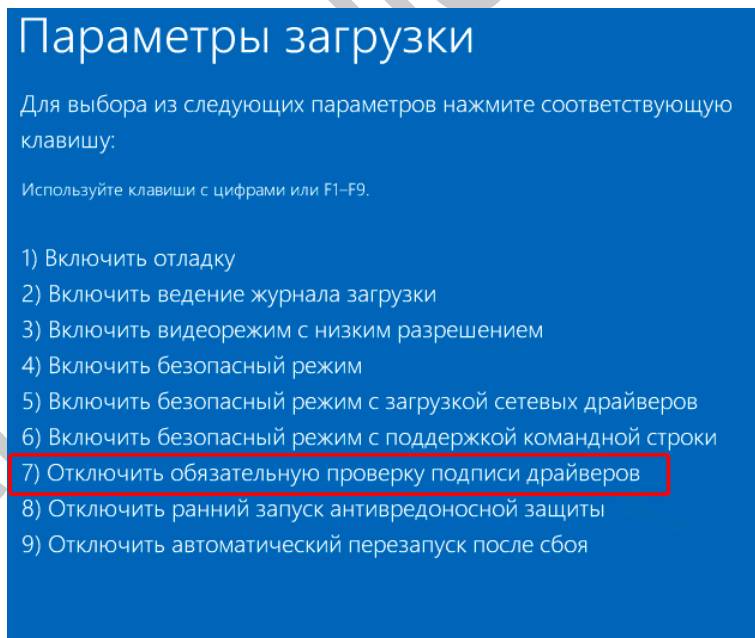 Параметры загрузки
Для выбора из следующих параметров нажмите соответствующую
клавишу:
Используйте клавиши с цифрами или F1–F9.
1) Включить отладку
2) Включить ведение журнала загрузки
3) Включить видеорежим с низким разрешением
4) Включить безопасный режим
5) Включить безопасный режим с загрузкой сетевых драйверов
6) Включить безопасный режим с поддержкой командной строки
7) Отключить обязательную проверку подписи драйверов
8) Отключить ранний запуск антивредоносной защиты
9) Отключить автоматический перезапуск после сбоя